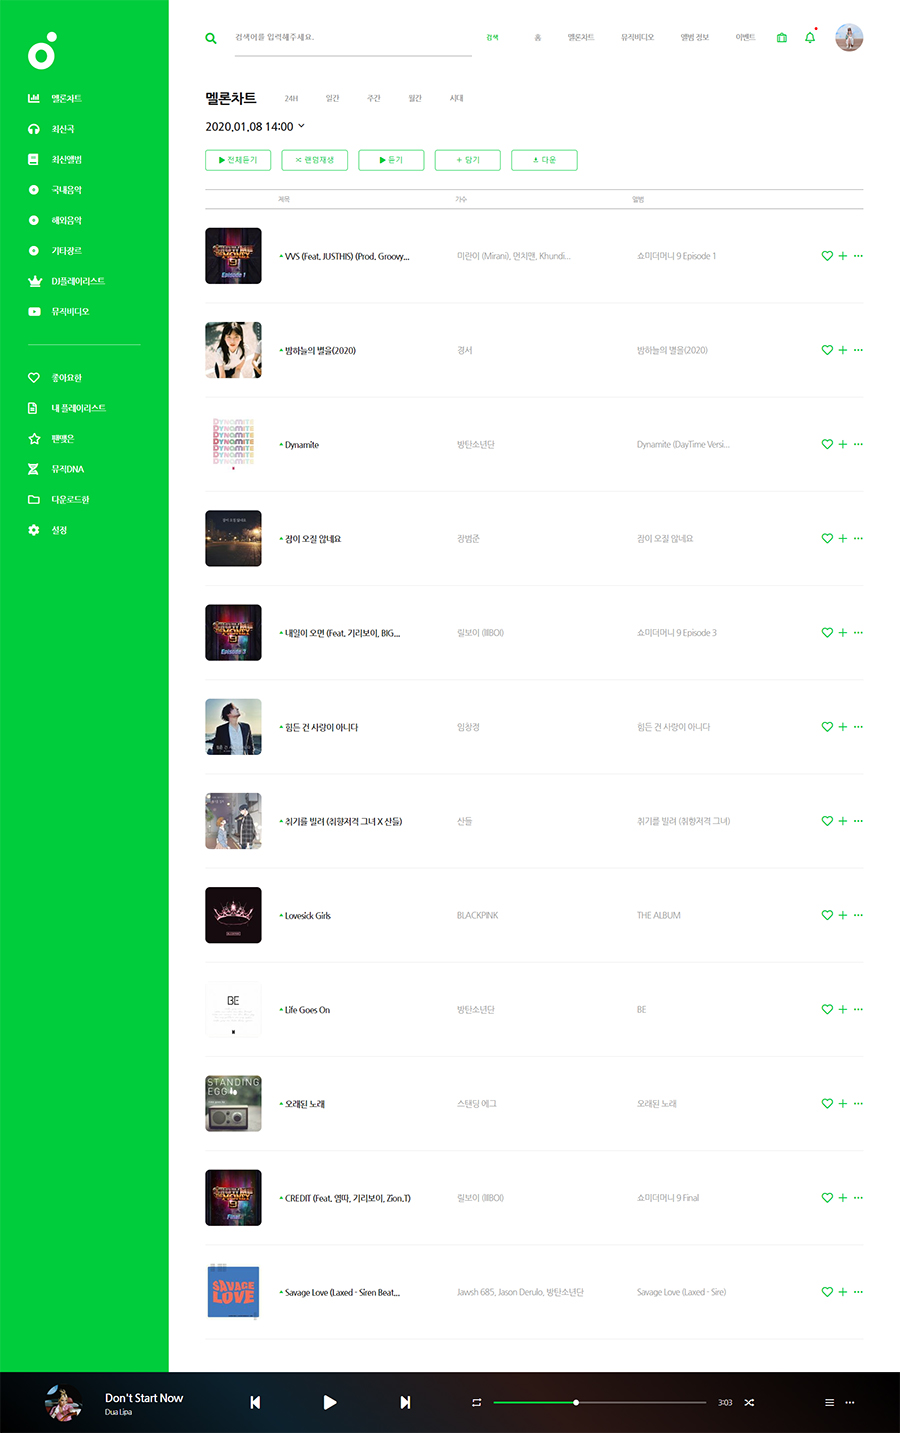 검색어를 입력해주세요.
검색
홈
멜론차트
뮤직비디오
앨범 정보
이벤트
멜론차트
최신곡
최신앨범
국내음악
해외음악
기타장르
DJ플레이리스트
뮤직비디오
좋아요한
내 플레이리스트
팬맺은
뮤직DNA
다운로드한
설정
멜론차트
24H
일간
주간
월간
시대
2020.01.08 14:00
전체듣기
랜덤재생
듣기
담기
다운
제목
가수
앨범
VVS (Feat. JUSTHIS) (Prod. Groovy...
미란이 (Mirani), 먼치맨, Khundi...
쇼미더머니 9 Episode 1
밤하늘의 별을(2020)
경서
밤하늘의 별을(2020)
Dynamite
방탄소년단
Dynamite (DayTime Versi...
잠이 오질 않네요
장범준
잠이 오질 않네요
내일이 오면 (Feat. 기리보이, BIG...
릴보이 (lIlBOI)
쇼미더머니 9 Episode 3
힘든 건 사랑이 아니다
임창정
힘든 건 사랑이 아니다
취기를 빌려 (취향저격 그녀 X 산들)
산들
취기를 빌려 (취향저격 그녀)
Lovesick Girls
BLACKPINK
THE ALBUM
BE
Life Goes On
방탄소년단
BE
STANDING
EGG
오래된 노래
스탠딩 에그
오래된 노래
CREDIT (Feat. 염따, 기리보이, Zion.T)
릴보이 (lIlBOI)
쇼미더머니 9 Final
SAVAGE
LOVE
Savage Love (Laxed - Siren Beat...
Jawsh 685, Jason Derulo, 방탄소년단
Savage Love (Laxed - Sire)
Don't Start Now
Dua Lipa
3:03